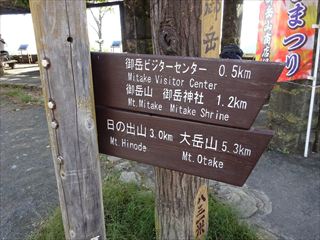 御岳ビジターセンター 0.5km
Mitake Visitor Center
御岳山 御岳神社 1.2km
Mt.Mitake Mitake Shrine
日の出山 3.0km 大岳山 5.3km
Mt.Hinode Mt.Otake
まつり